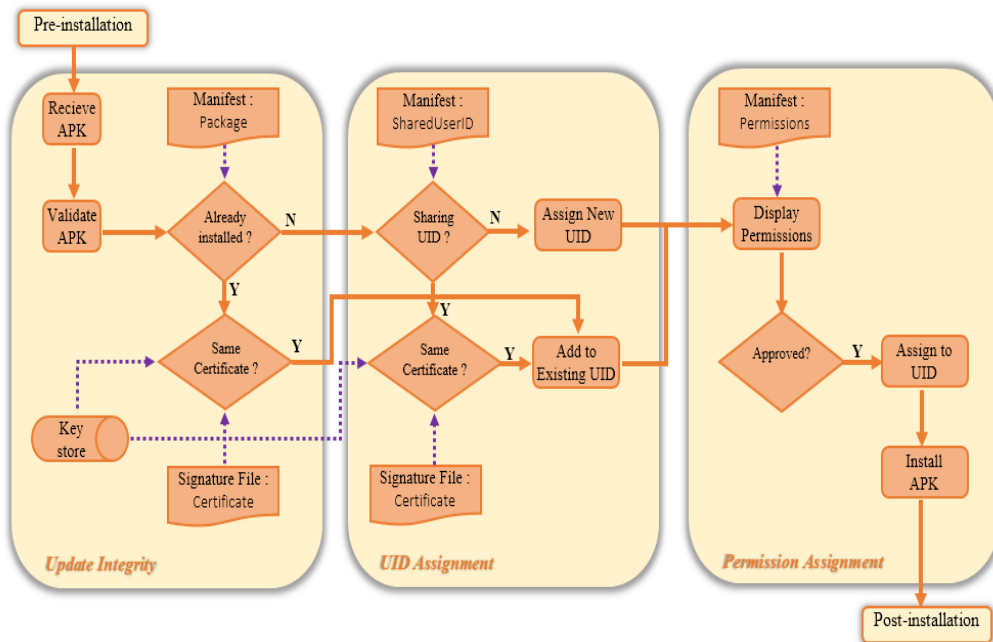 Pre-installation
Recieve
APK
Validate
APK
Manifest :
Package
Already
installed ?
N
Y
Same
Certificate ?
Y
Key
store
Signature File :
Certificate
Update Integrity
Manifest :
SharedUserID
Sharing
UID ?
N
Assign New
UID
Y
Same
Certificate ?
Y
Add to
Existing UID
Signature File :
Certificate
UID Assignment
Manifest :
Permissions
Display
Permissions
Approved?
Y
Assign to
UID
Install
APK
Permission Assignment
Post-installation